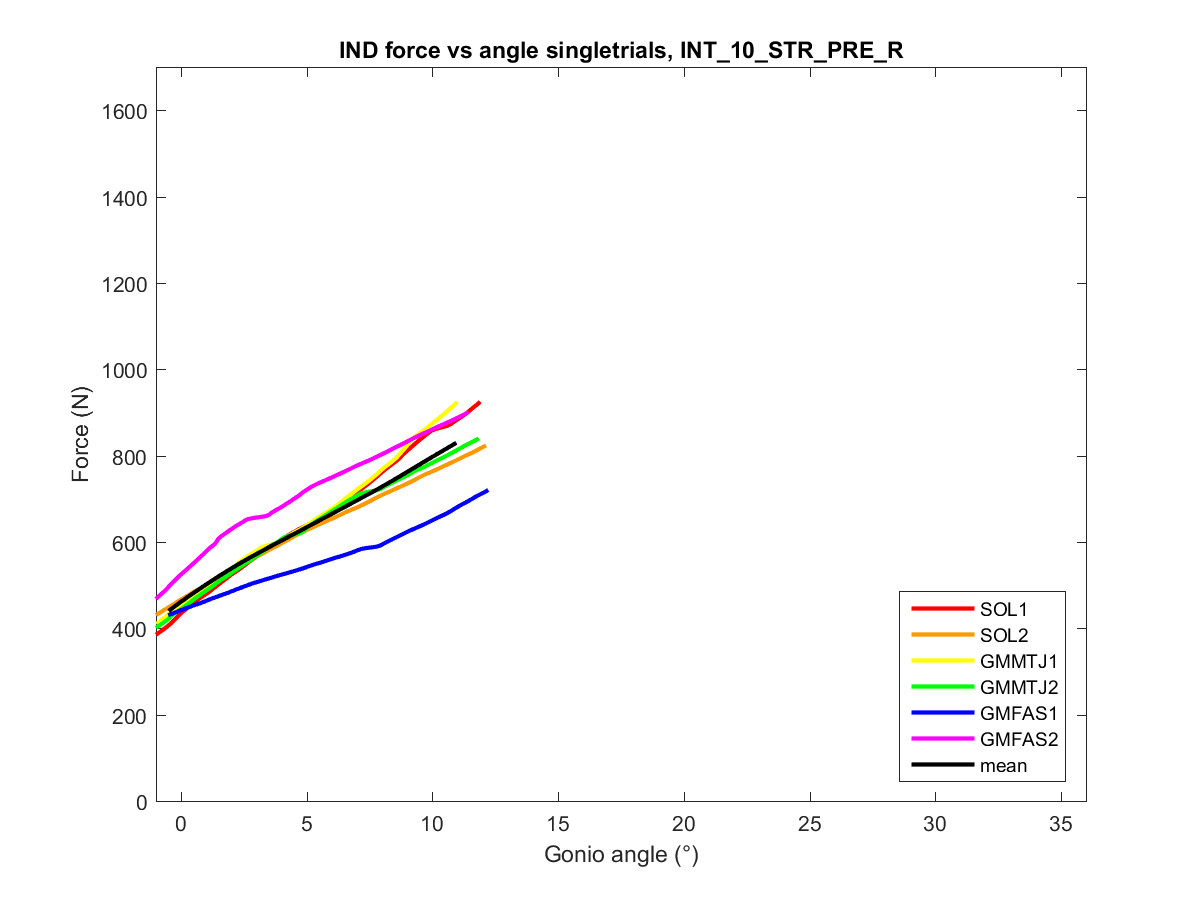 IND force vs angle singletrials, INT_10_STR_PRE_R
1600
1400
1200
1000
800
600
400
200
0
Force (N)
0 5 10 15 20 25 30 35
Gonio angle (°)
SOL1
SOL2
GMMTJ1
GMMTJ2
GMFAS1
GMFAS2
mean